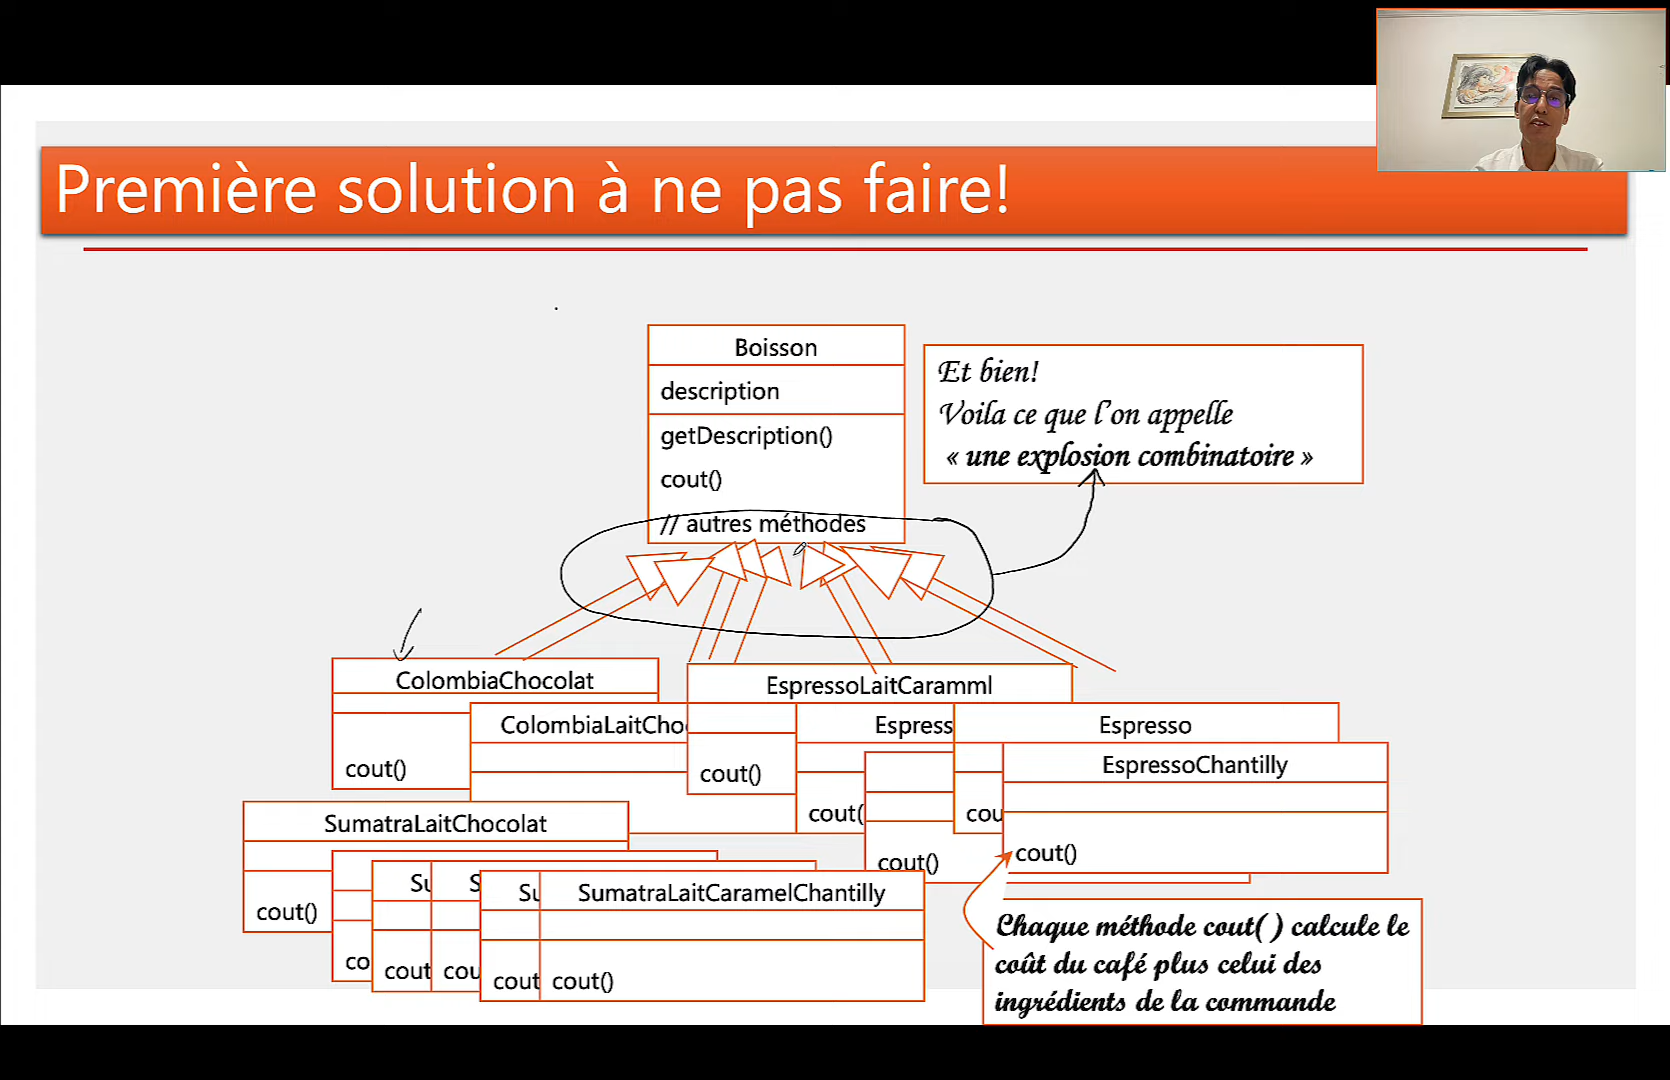 Première solution à ne pas faire!
Boisson
description
getDescription()
cout()
// autres méthodes
Et bien!
Voila ce que l'on appelle
« une explosion combinatoire »
ColombiaChocolat
cout()
ColombiaLaitCho
EspressoLaitCaramml
cout()
Espress
cout(
Espresso
cou
cout()
EspressoChantilly
cout()
SumatraLaitChocolat
cout()
co
Su
cout
S
cou
Su
cout
SumatraLaitCaramelChantilly
cout()
Chaque méthode cout( ) calcule le
coût du café plus celui des
ingrédients de la commande